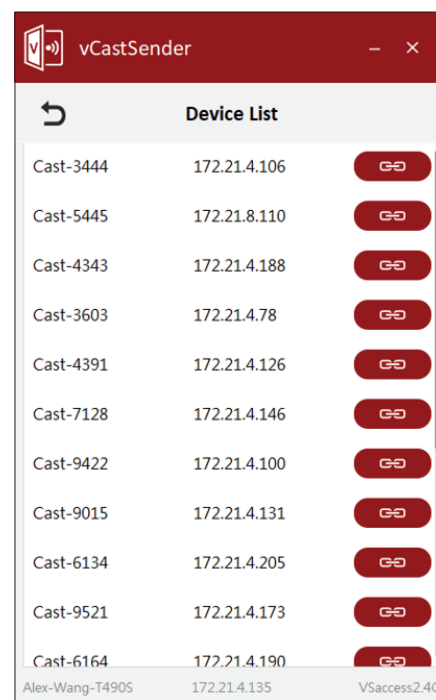 vCastSender
Device List
Cast-3444 172.21.4.106
Cast-5445 172.21.8.110
Cast-4343 172.21.4.188
Cast-3603 172.21.4.78
Cast-4391 172.21.4.126
Cast-7128 172.21.4.146
Cast-9422 172.21.4.100
Cast-9015 172.21.4.131
Cast-6134 172.21.4.205
Cast-9521 172.21.4.173
Cast-6164 172.21.4.190
Alex-Wang-T490S 172.21.4.135 VSaccess2.4G